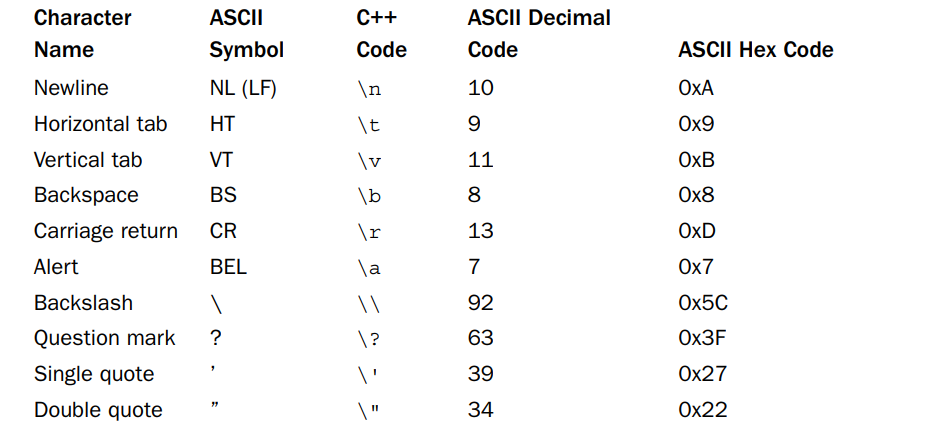 Character ASCII C++ ASCII Decimal
Name Symbol Code Code ASCII Hex Code
Newline NL (LF) \n 10 0xA
Horizontal tab HT \t 9 0x9
Vertical tab VT \v 11 0xB
Backspace BS \b 8 0x8
Carriage return CR \r 13 0xD
Alert BEL \a 7 0x7
Backslash \ \\ 92 0x5C
Question mark ? \? 63 0x3F
Single quote ’ \' 39 0x27
Double quote ” \" 34 0x22